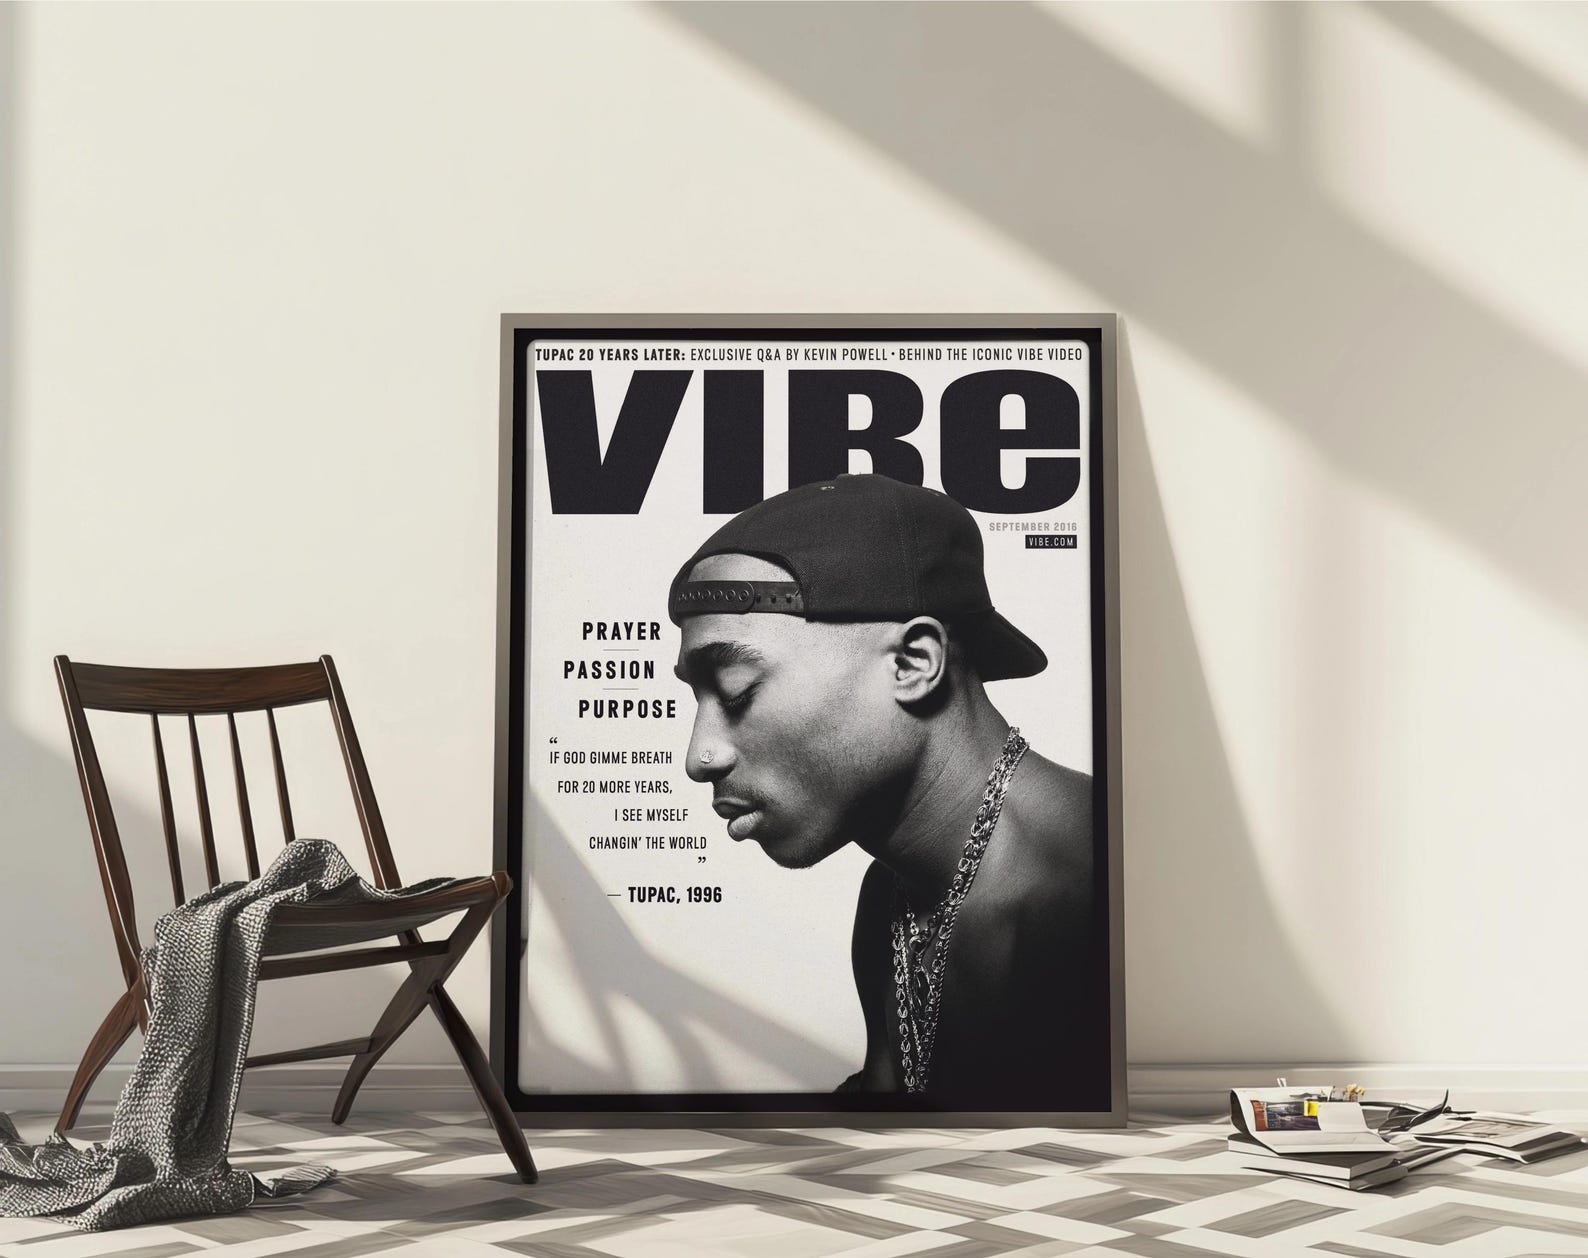 TUPAC 20 YEARS LATER: EXCLUSIVE Q&A BY KEVIN POWELL • BEHIND THE ICONIC VIBE VIDEO
VIBe
SEPTEMBER 2016
VIBE.COM
PRAYER
PASSION
PURPOSE
“
IF GOD GIMME BREATH
FOR 20 MORE YEARS,
I SEE MYSELF
CHANGIN’ THE WORLD
”
— TUPAC, 1996